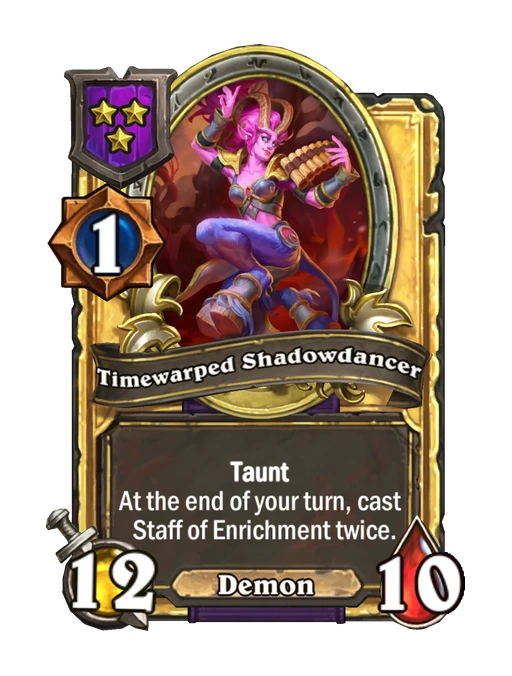 1
Timewarped Shadowdancer
Taunt
At the end of your turn, cast
Staff of Enrichment twice.
12
Demon
10